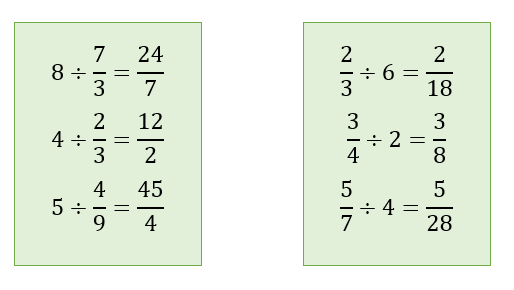 8 ÷ 7/3 = 24/7
4 ÷ 2/3 = 12/2
5 ÷ 4/9 = 45/4
2/3 ÷ 6 = 2/18
3/4 ÷ 2 = 3/8
5/7 ÷ 4 = 5/28